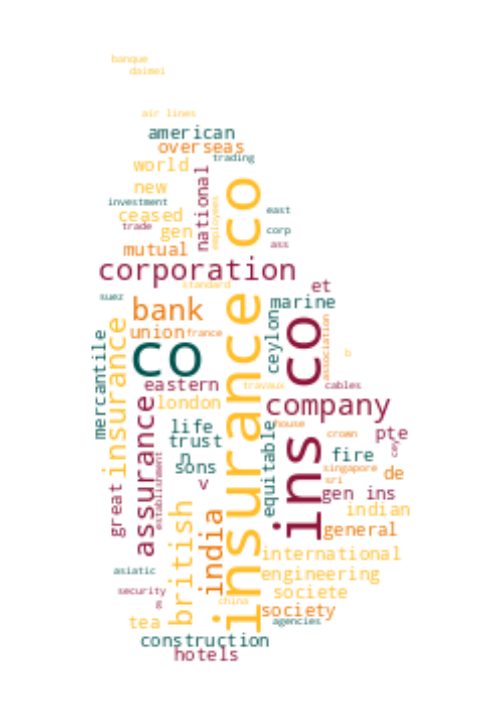 banque
daimei
air lines
american
overseas
trading
world
national
new
employees
insurance co
investment
ceased
east
trade
gen
corp
mutual
ass
corporation
standard
et
suez
marine
bank
ceylon
ins co
association
union
france
insurance
mercantile
co
b
eastern
travaux
cables
assurance
london
company
life
house
equitable
crown
pte
trust
cey
n
fire
sons
singapore
establishment
great
v
sri
de
gen ins
british
india
indian
general
international
asiatic
engineering
security
societe
g
china
society
tea
agencies
construction
hotels